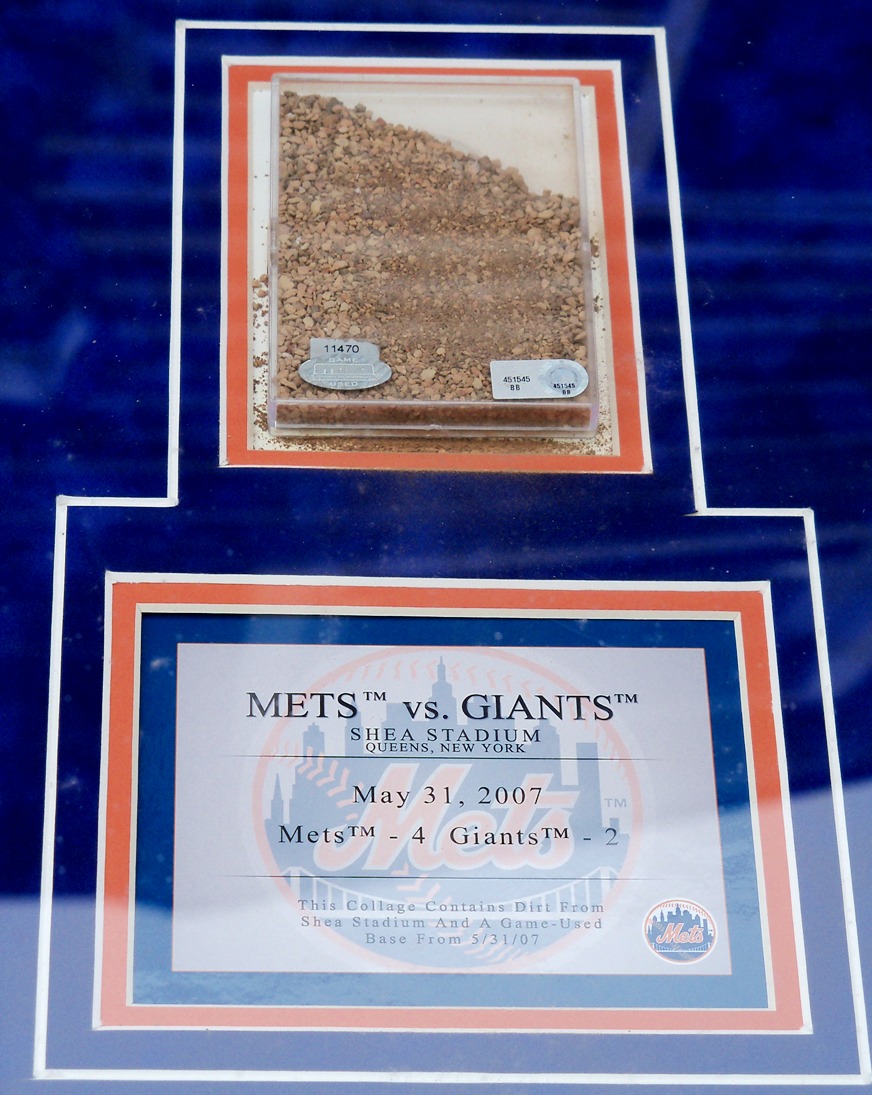 11470
GAME
USED
451545
BB
451545
BB
METS™ vs. GIANTS™
SHEA STADIUM
QUEENS, NEW YORK
May 31, 2007
Mets™ - 4 Giants™ - 2
Mets
TM
This Collage Contains Dirt From
Shea Stadium And A Game-Used
Base From 5/31/07
Mets